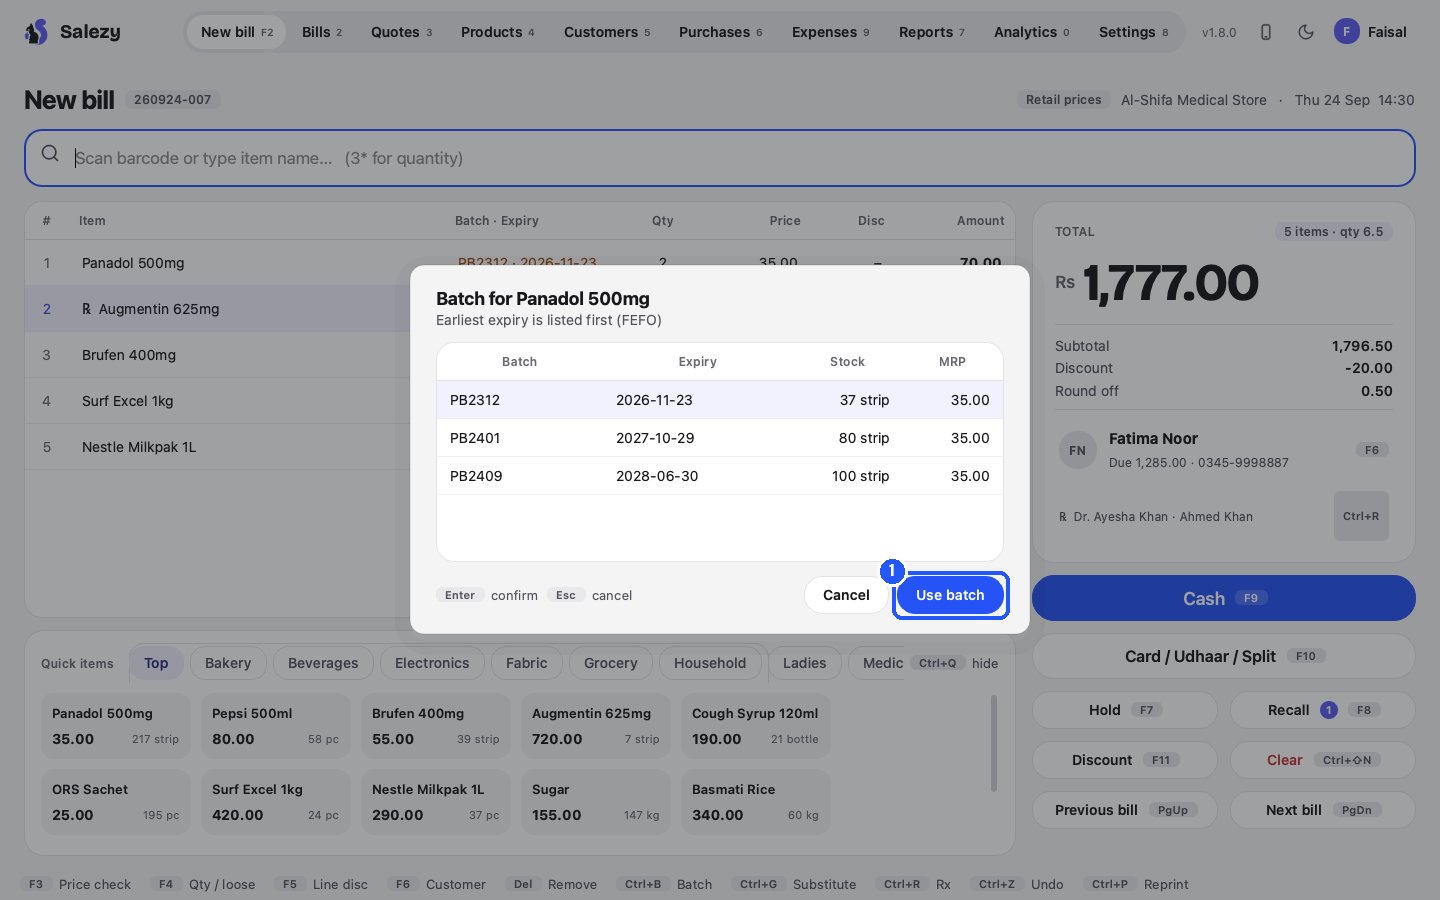 Salezy
New bill F2 Bills 2 Quotes 3 Products 4 Customers 5 Purchases 6 Expenses 9 Reports 7 Analytics 0 Settings 8 v1.8.0 F Faisal
New bill 260924-007 Retail prices Al-Shifa Medical Store · Thu 24 Sep 14:30
Scan barcode or type item name... (3* for quantity)
# Item Batch · Expiry Qty Price Disc Amount
1 Panadol 500mg PB2312 · 2026-11-23 2 35.00 – 70.00
2 ℞ Augmentin 625mg
3 Brufen 400mg
4 Surf Excel 1kg
5 Nestle Milkpak 1L
Batch for Panadol 500mg
Earliest expiry is listed first (FEFO)
Batch Expiry Stock MRP
PB2312 2026-11-23 37 strip 35.00
PB2401 2027-10-29 80 strip 35.00
PB2409 2028-06-30 100 strip 35.00
1
Enter confirm Esc cancel Cancel Use batch
TOTAL 5 items · qty 6.5
Rs 1,777.00
Subtotal 1,796.50
Discount -20.00
Round off 0.50
FN Fatima Noor F6
Due 1,285.00 · 0345-9998887
℞ Dr. Ayesha Khan · Ahmed Khan Ctrl+R
Cash F9
Card / Udhaar / Split F10
Hold F7 Recall 1 F8
Discount F11 Clear Ctrl+⇧N
Previous bill PgUp Next bill PgDn
Quick items Top Bakery Beverages Electronics Fabric Grocery Household Ladies Medic Ctrl+Q hide
Panadol 500mg Pepsi 500ml Brufen 400mg Augmentin 625mg Cough Syrup 120ml
35.00 217 strip 80.00 58 pc 55.00 39 strip 720.00 7 strip 190.00 21 bottle
ORS Sachet Surf Excel 1kg Nestle Milkpak 1L Sugar Basmati Rice
25.00 195 pc 420.00 24 pc 290.00 37 pc 155.00 147 kg 340.00 60 kg
F3 Price check F4 Qty / loose F5 Line disc F6 Customer Del Remove Ctrl+B Batch Ctrl+G Substitute Ctrl+R Rx Ctrl+Z Undo Ctrl+P Reprint